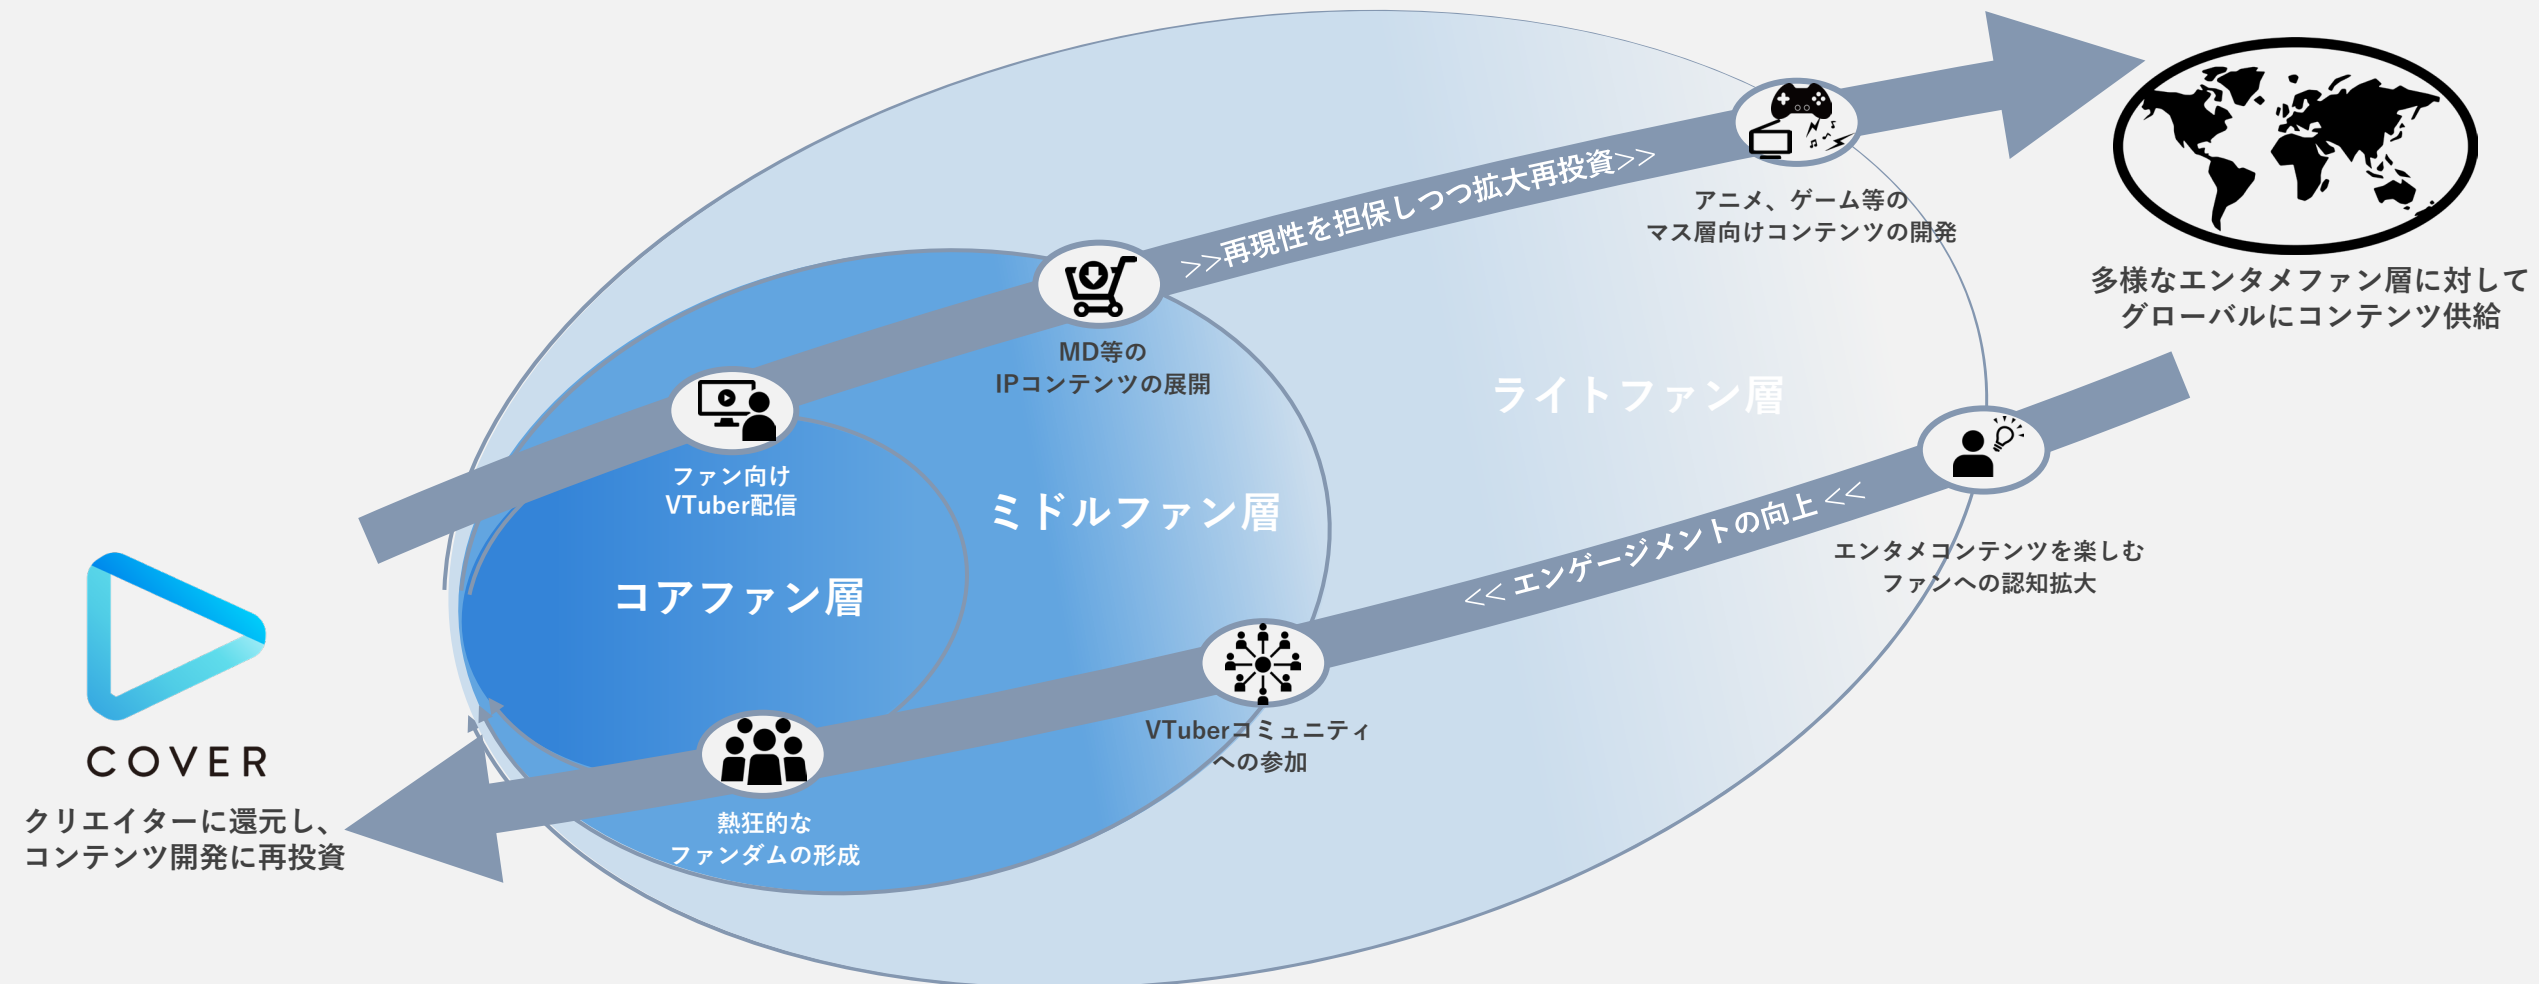 アニメ、ゲーム等の
マス層向けコンテンツの開発
>>再現性を担保しつつ拡大再投資>>
多様なエンタメファン層に対して
グローバルにコンテンツ供給
MD等の
IPコンテンツの展開
ライトファン層
ファン向け
VTuber配信
ミドルファン層
<< エンゲージメントの向上 <<
エンタメコンテンツを楽しむ
ファンへの認知拡大
コアファン層
VTuberコミュニティ
への参加
COVER
クリエイターに還元し、
コンテンツ開発に再投資
熱狂的な
ファンダムの形成